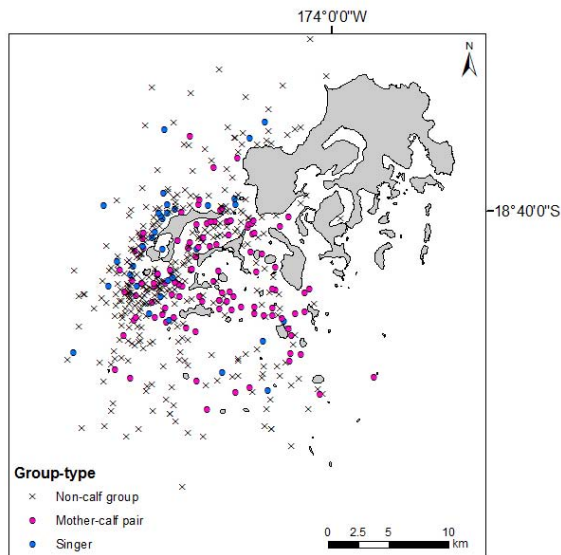 174°0'0"W
N
18°40'0"S
Group-type
Non-calf group
Mother-calf pair
Singer
0 2.5 5 10
km